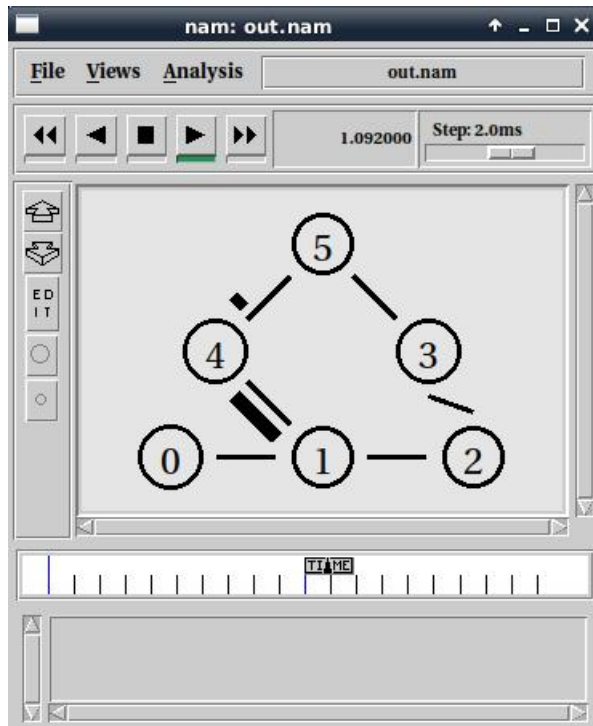 nam: out.nam
File Views Analysis out.nam
1.092000 Step: 2.0ms
5
ED
IT
4 3
0 1 2
TIME